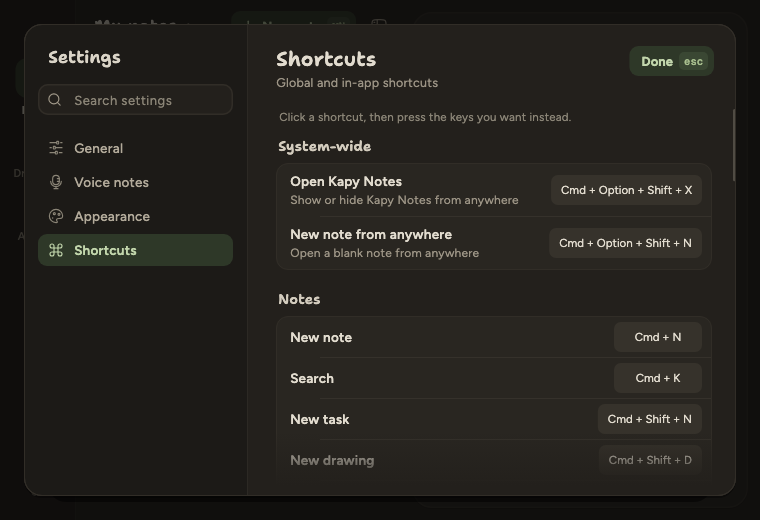 Settings
Search settings
General
Voice notes
Appearance
Shortcuts
Shortcuts
Global and in-app shortcuts
Done esc
Click a shortcut, then press the keys you want instead.
System-wide
Open Kapy Notes
Show or hide Kapy Notes from anywhere
Cmd + Option + Shift + X
New note from anywhere
Open a blank note from anywhere
Cmd + Option + Shift + N
Notes
New note
Cmd + N
Search
Cmd + K
New task
Cmd + Shift + N
New drawing
Cmd + Shift + D